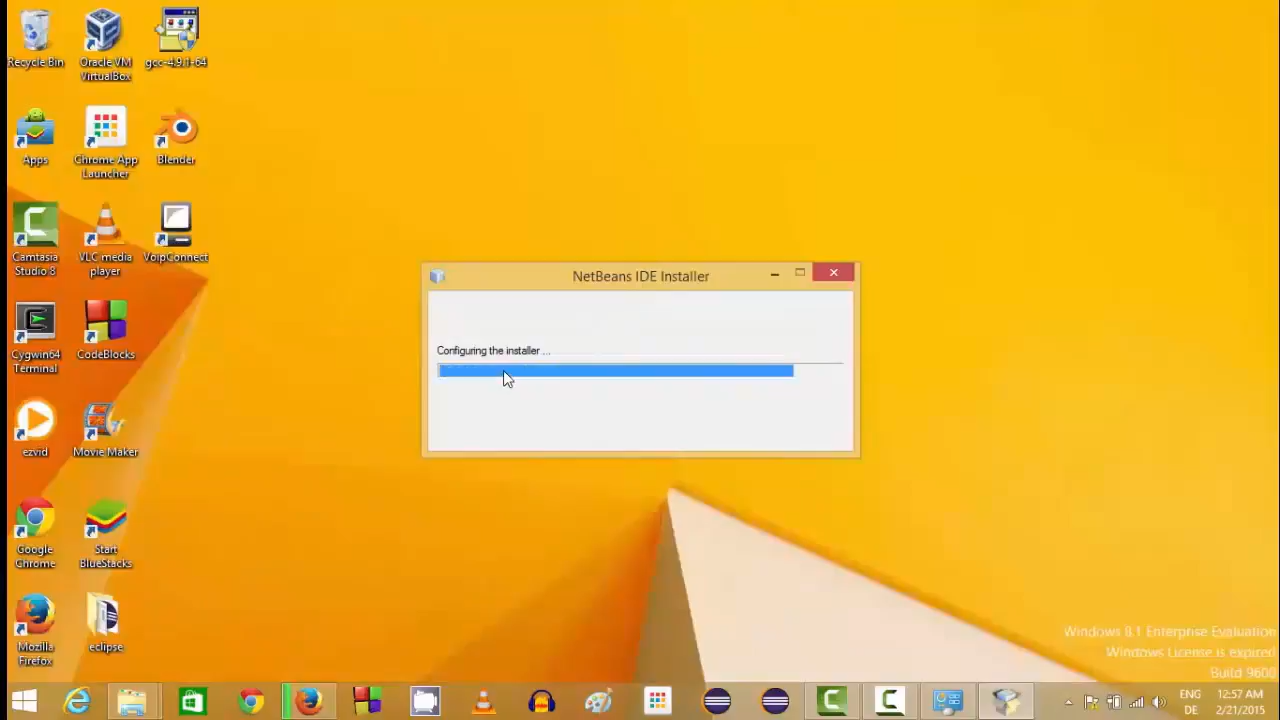 Recycle Bin
Oracle VM
VirtualBox
gcc-4.9.1-64
Apps
Chrome App
Launcher
Blender
Camtasia
Studio 8
VLC media
player
VoipConnect
Cygwin64
Terminal
CodeBlocks
ezvid
Movie Maker
Google
Chrome
Start
BlueStacks
Mozilla
Firefox
eclipse
NetBeans IDE Installer
Configuring the installer ...
Windows 8.1 Enterprise Evaluation
Windows License is expired
Build 9600
ENG
DE
12:57 AM
2/21/2015